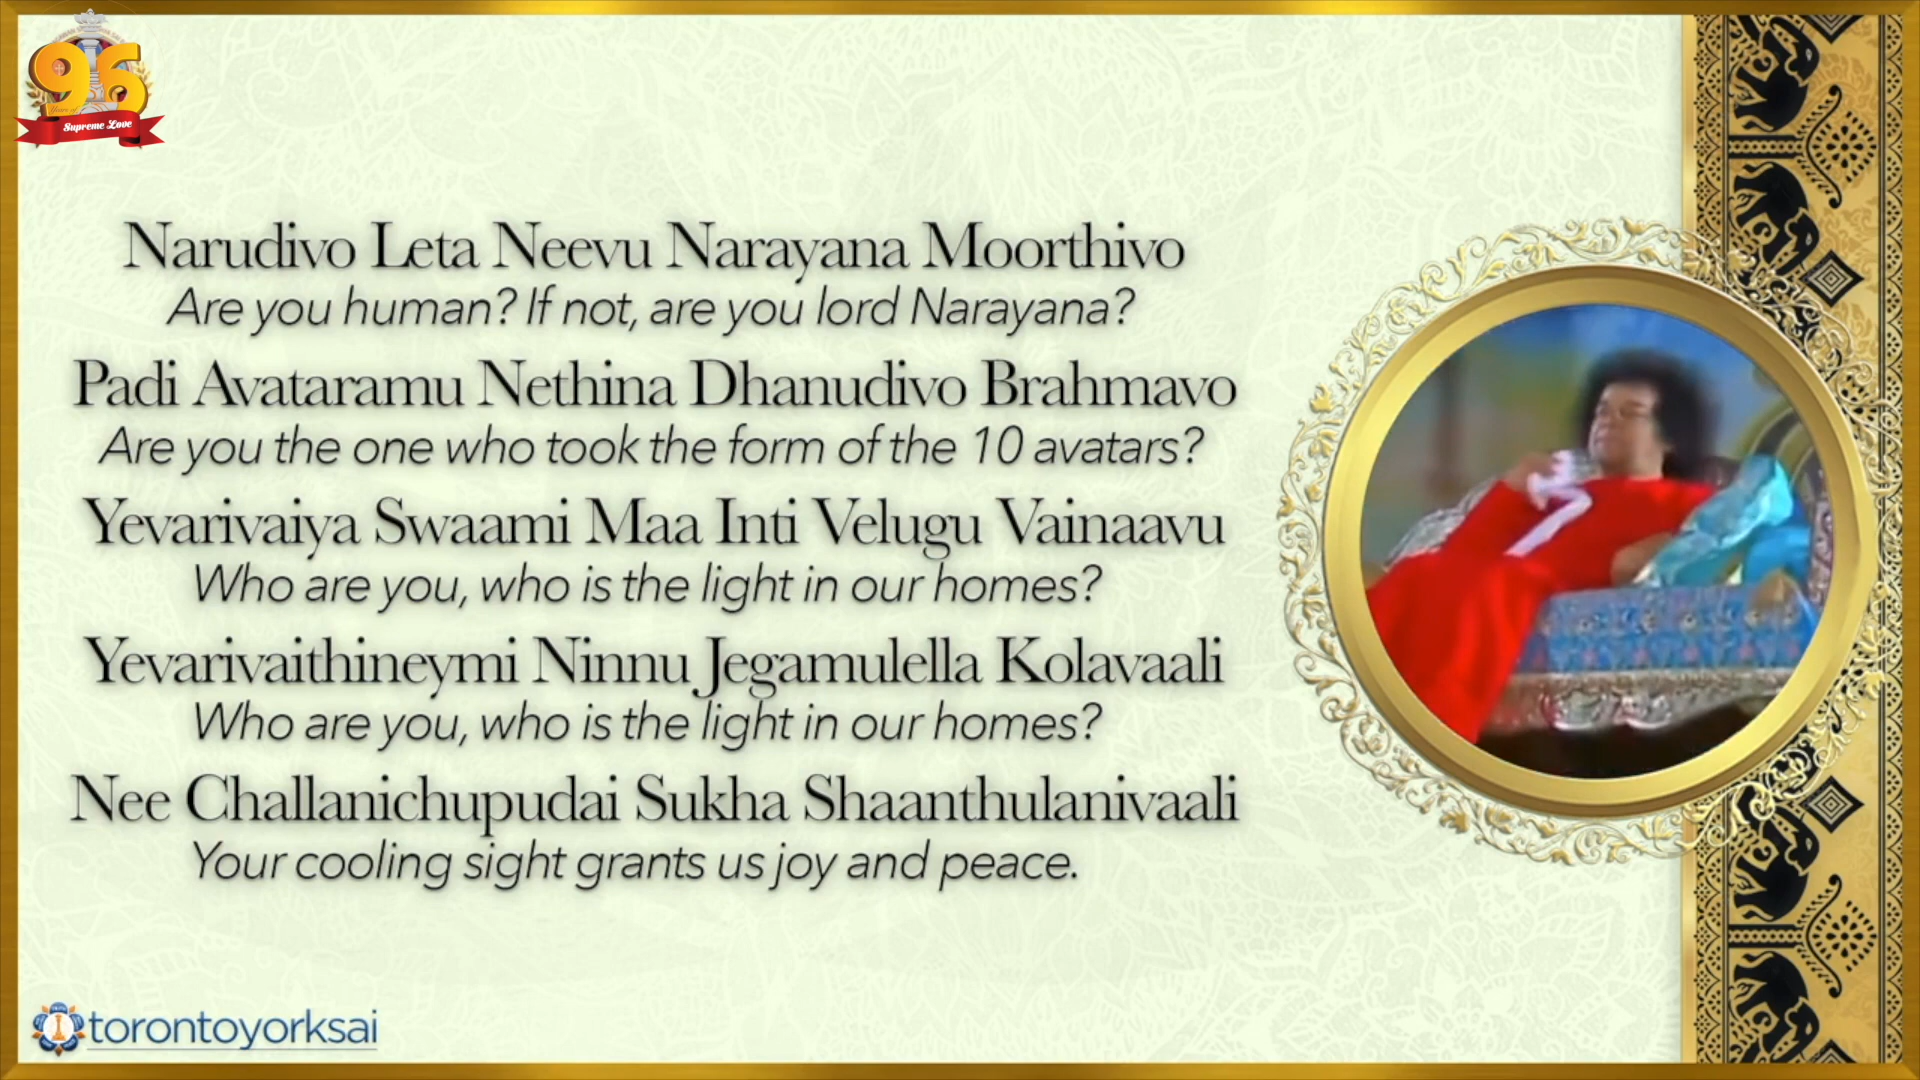 96
Years of
Supreme Love
Narudivo Leta Neevu Narayana Moorthivo
Are you human? If not, are you lord Narayana?
Padi Avataramu Nethina Dhanudivo Brahmavo
Are you the one who took the form of the 10 avatars?
Yevarivaiya Swaami Maa Inti Velugu Vainaavu
Who are you, who is the light in our homes?
Yevarivaithineymi Ninnu Jegamulella Kolavaali
Who are you, who is the light in our homes?
Nee Challanichupudai Sukha Shaanthulanivaali
Your cooling sight grants us joy and peace.
torontoyorksai